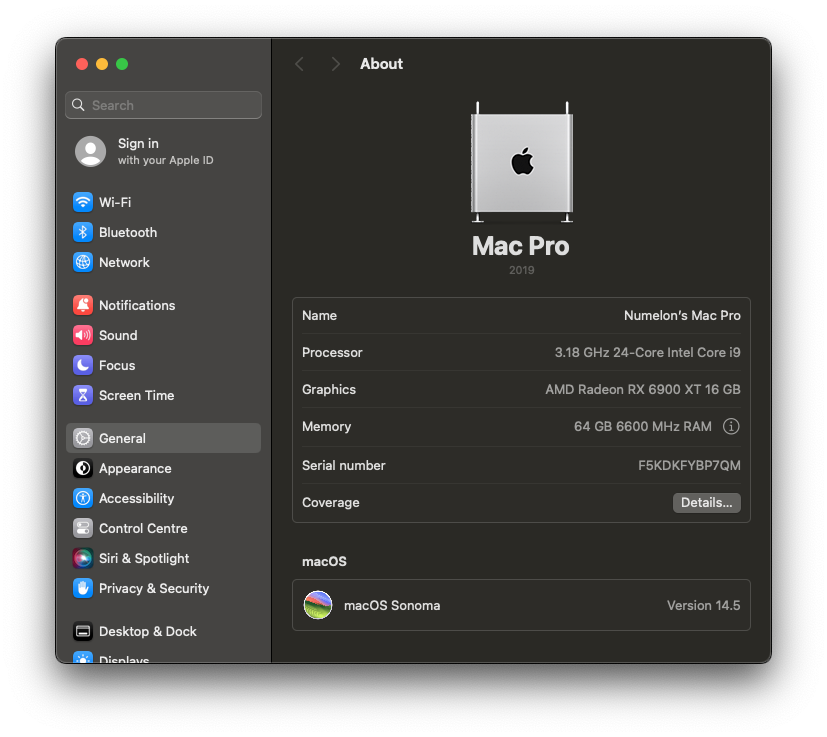 About
Search
Sign in
with your Apple ID
Wi-Fi
Bluetooth
Network
Notifications
Sound
Focus
Screen Time
General
Appearance
Accessibility
Control Centre
Siri & Spotlight
Privacy & Security
Desktop & Dock
Displays
Mac Pro
2019
Name Numelon's Mac Pro
Processor 3.18 GHz 24-Core Intel Core i9
Graphics AMD Radeon RX 6900 XT 16 GB
Memory 64 GB 6600 MHz RAM
Serial number F5KDKFYBP7QM
Coverage Details...
macOS
macOS Sonoma Version 14.5